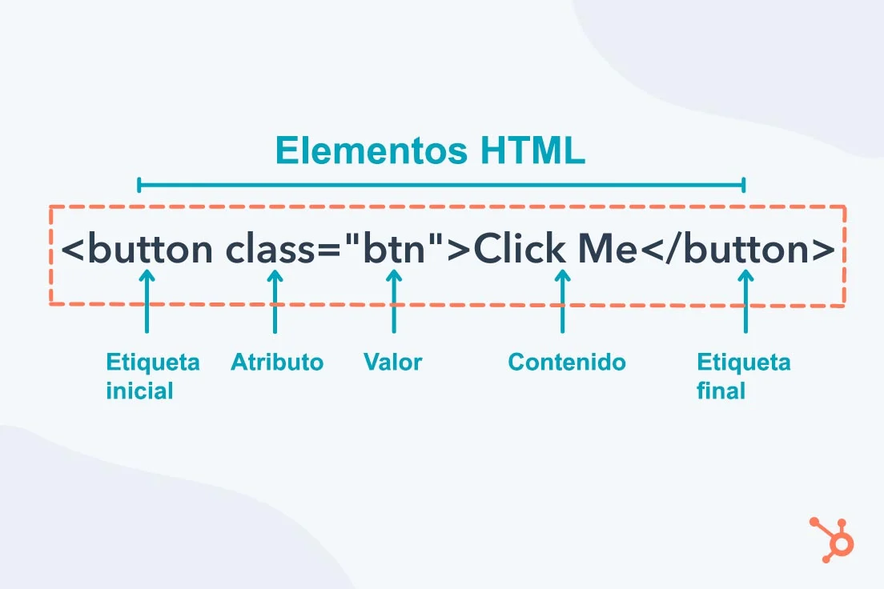 Elementos HTML
<button class="btn">Click Me</button>
Etiqueta inicial
Atributo
Valor
Contenido
Etiqueta final